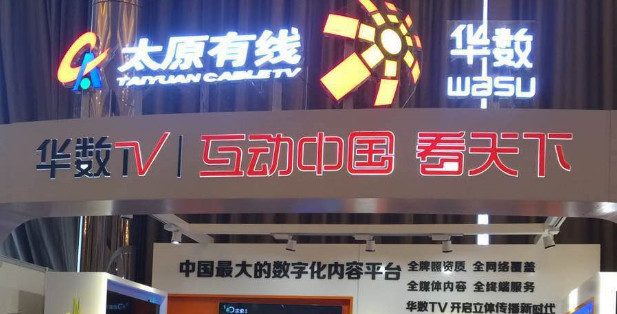 太原有线
TAIYUAN CABLETV
华数
wasu
华数TV | 互动中国 看天下
中国最大的数字化内容平台
全牌照资质 全网络覆盖
全媒体内容 全终端服务
华数TV 开启立体传播新时代